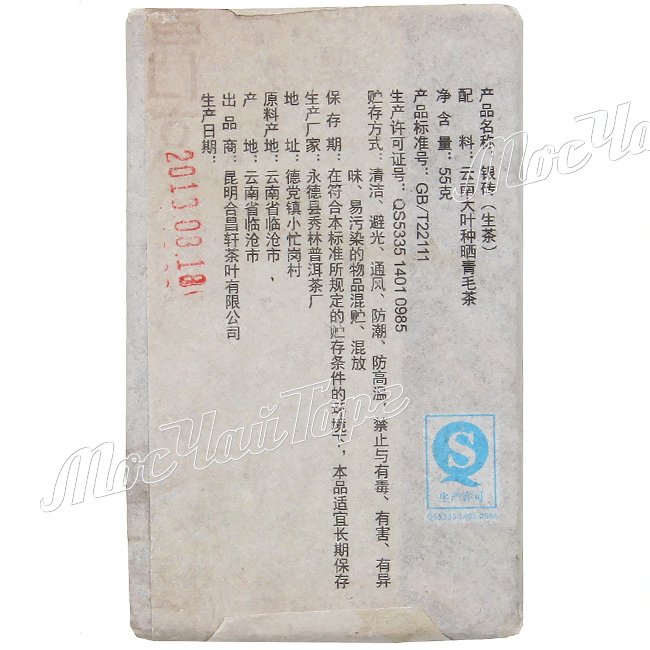 产品名称：银砖（生茶）
配 料：云南大叶种晒青毛茶
净 含 量：55克
产品标准号：GB/T22111
生产许可证号：QS5335 1401 0985
贮存方式：清洁、避光、通风、防潮、防高温、禁止与有毒、有害、有异
味、易污染的物品混贮、混放
保 存 期：在符合本标准所规定的贮存条件的环境下，本品适宜长期保存
生产厂家：永德县秀林普洱茶厂
地 址：德党镇小忙岗村
原料产地：云南省临沧市、
产 地：云南省临沧市
出 品 商：昆明合昌轩茶叶有限公司
生产日期：
2013.03.18
S
生产许可
QS5335 1401 0985
МосЧайТорг
МосЧа